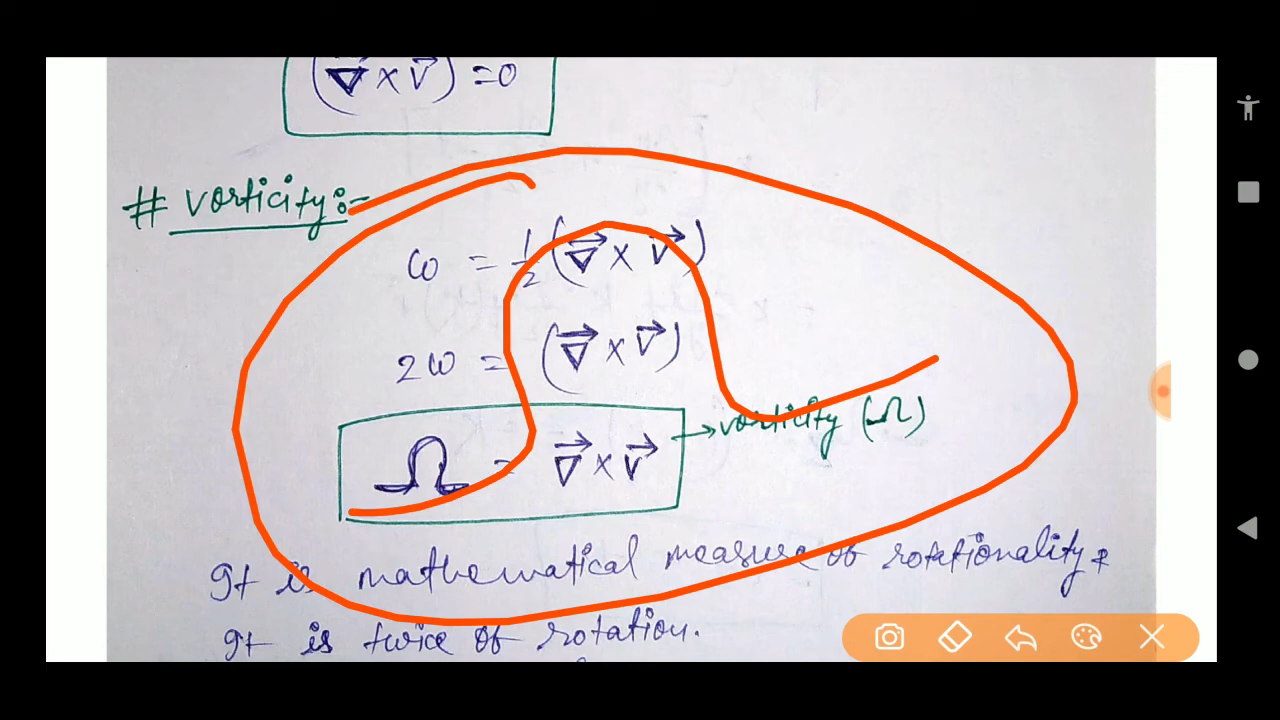 (∇⃗ × v⃗) = 0
# Vorticity:-
ω = 1/2 (∇⃗ × v⃗)
2ω = (∇⃗ × v⃗)
Ω = ∇⃗ × v⃗ → vorticity (Ω)
It is mathematical measure of rotationality &
It is twice of rotation.